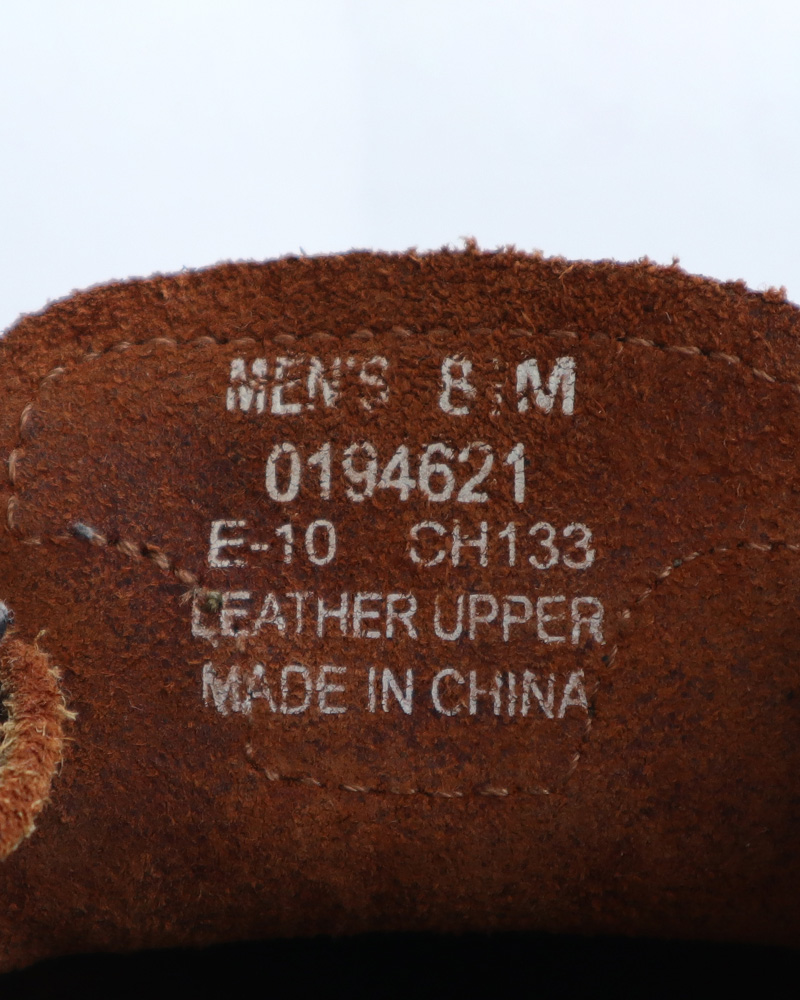 MEN'S 8 M
0194621
E-10 CH133
LEATHER UPPER
MADE IN CHINA